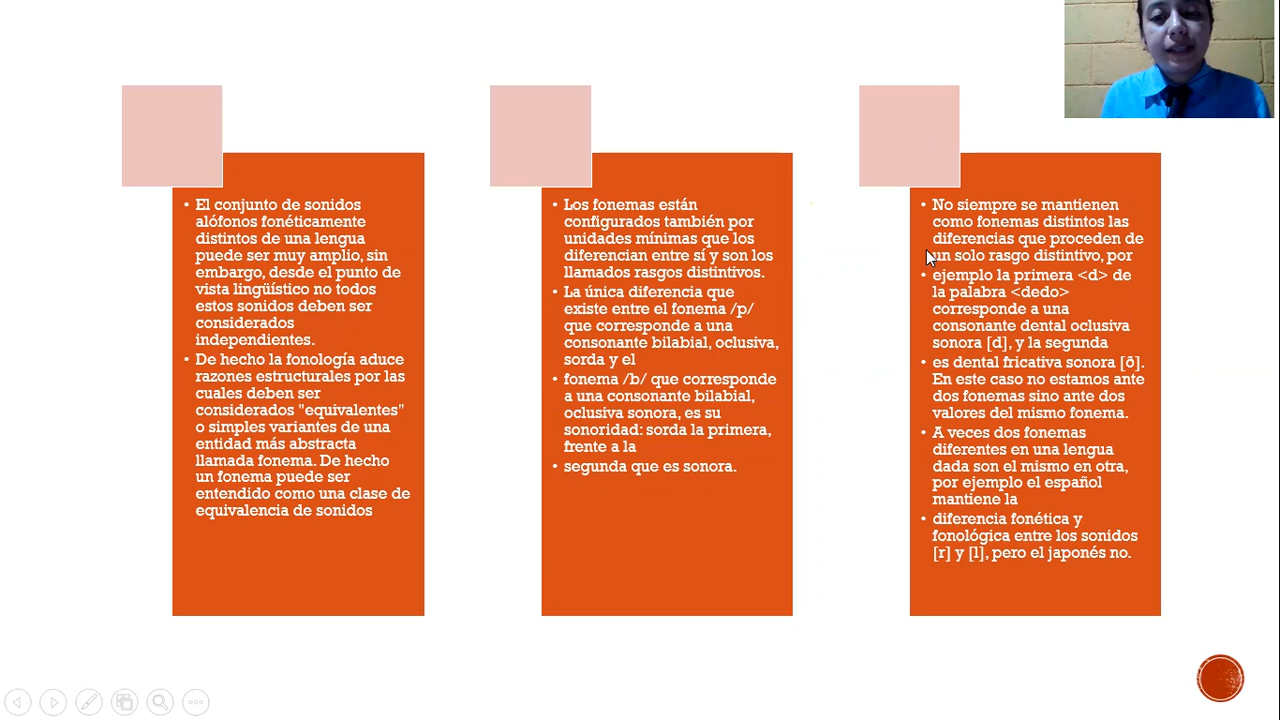 El conjunto de sonidos
alófonos fonéticamente
distintos de una lengua
puede ser muy amplio, sin
embargo, desde el punto de
vista lingüístico no todos
estos sonidos deben ser
considerados
independientes.
De hecho la fonología aduce
razones estructurales por las
cuales deben ser
considerados "equivalentes"
o simples variantes de una
entidad más abstracta
llamada fonema. De hecho
un fonema puede ser
entendido como una clase de
equivalencia de sonidos
Los fonemas están
configurados también por
unidades mínimas que los
diferencian entre sí y son los
llamados rasgos distintivos.
La única diferencia que
existe entre el fonema /p/
que corresponde a una
consonante bilabial, oclusiva,
sorda y el
fonema /b/ que corresponde
a una consonante bilabial,
oclusiva sonora, es su
sonoridad: sorda la primera,
frente a la
segunda que es sonora.
No siempre se mantienen
como fonemas distintos las
diferencias que proceden de
un solo rasgo distintivo, por
ejemplo la primera <d> de
la palabra <dedo>
corresponde a una
consonante dental oclusiva
sonora [d], y la segunda
es dental fricativa sonora [ð].
En este caso no estamos ante
dos fonemas sino ante dos
valores del mismo fonema.
A veces dos fonemas
diferentes en una lengua
dada son el mismo en otra,
por ejemplo el español
mantiene la
diferencia fonética y
fonológica entre los sonidos
[r] y [l], pero el japonés no.